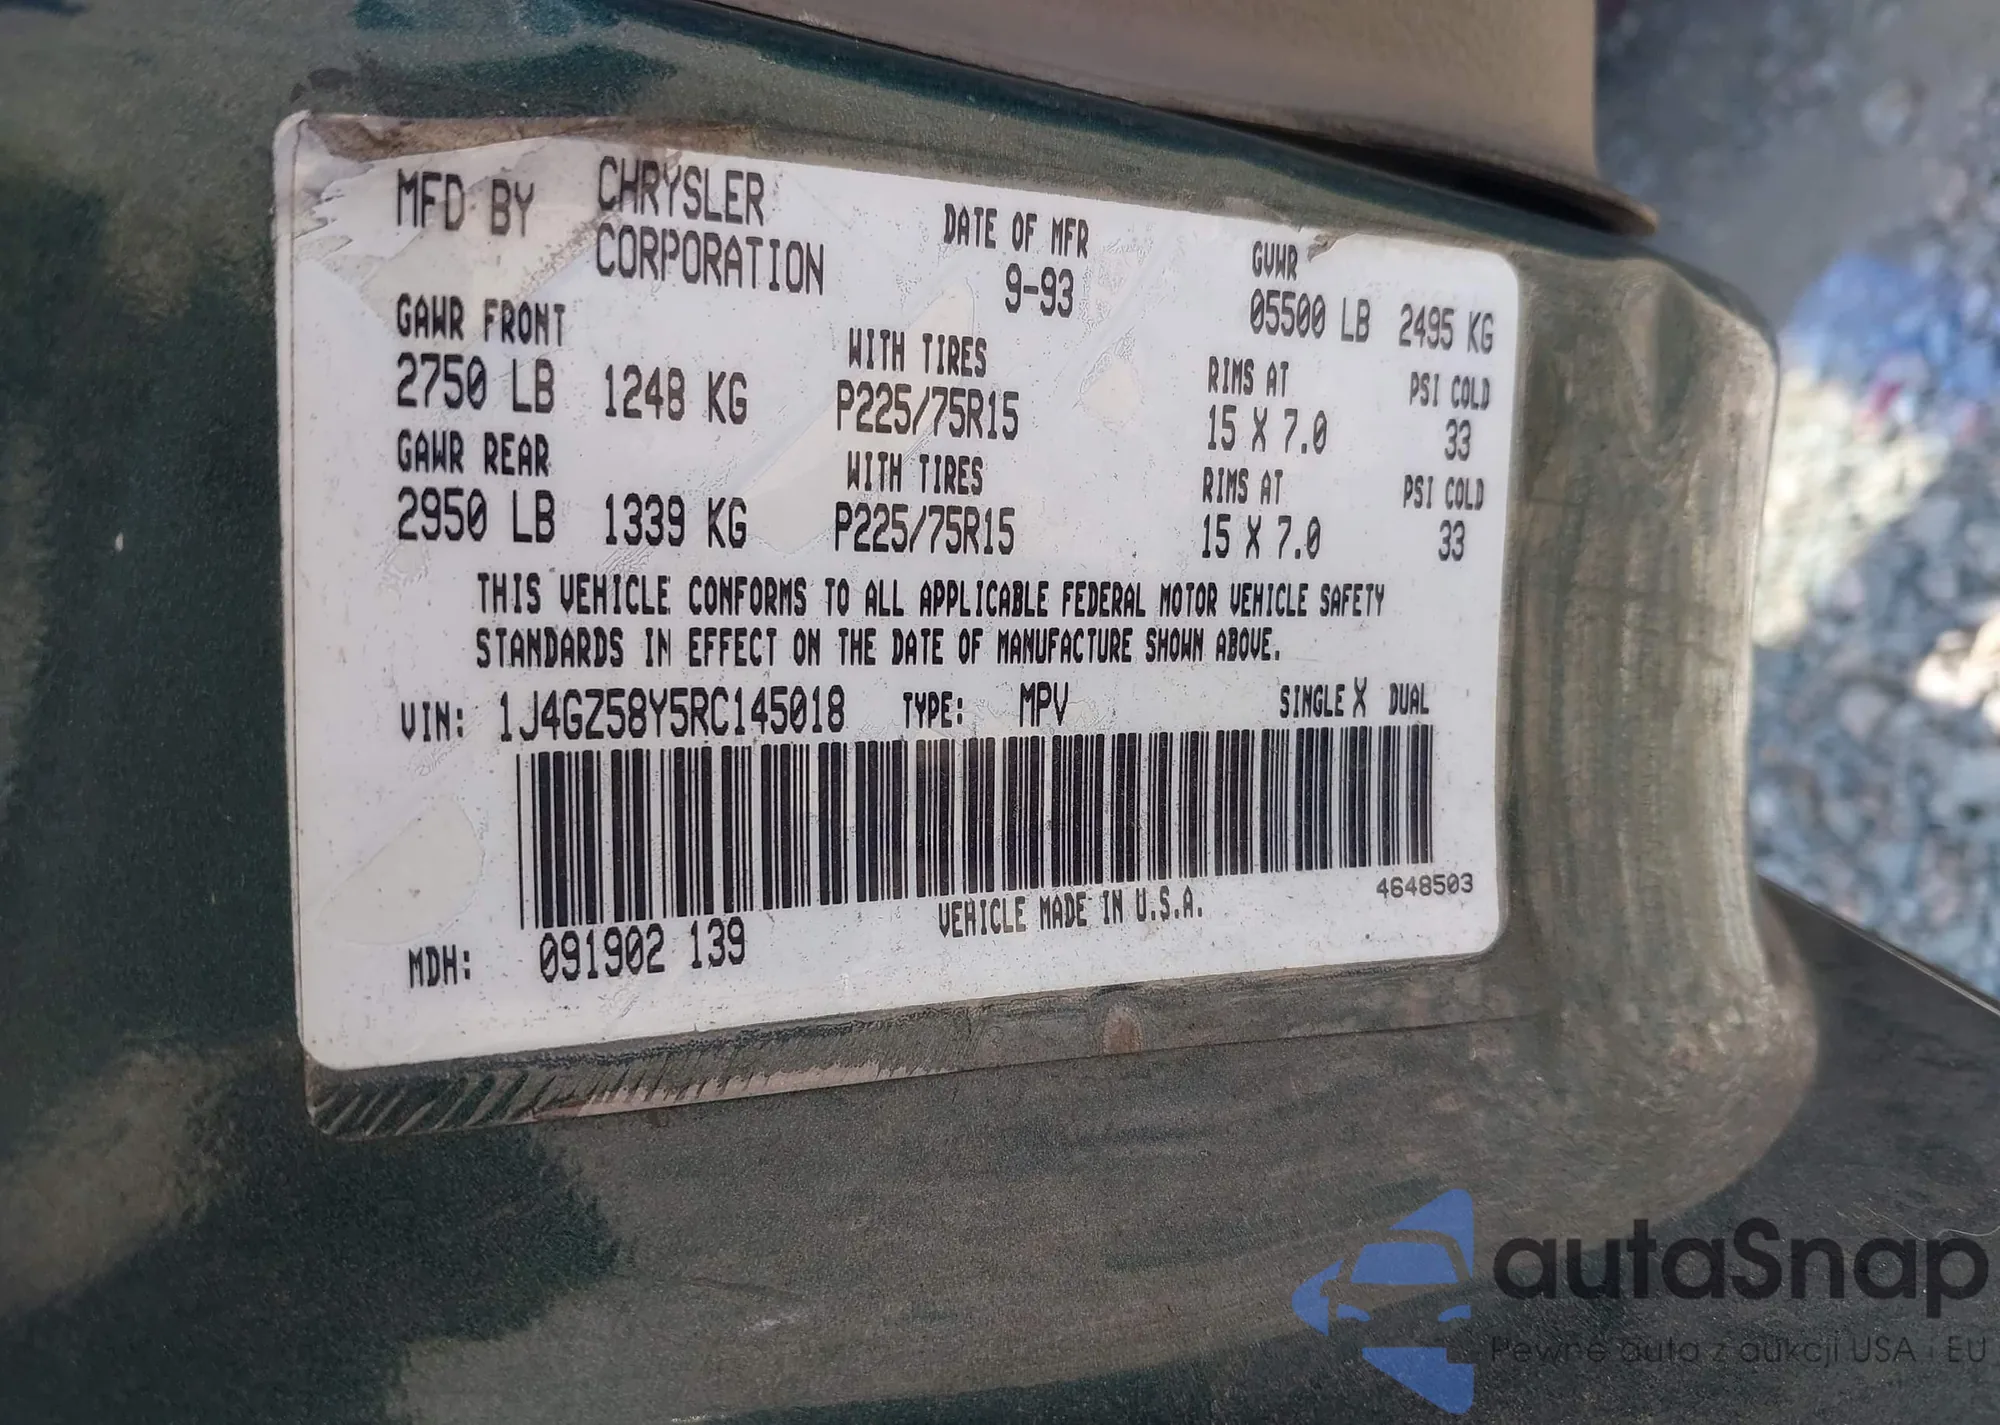 MFD BY CHRYSLER CORPORATION DATE OF MFR 9-93 GVWR 05500 LB 2495 KG
GAWR FRONT WITH TIRES RIMS AT PSI COLD
2750 LB 1248 KG P225/75R15 15 X 7.0 33
GAWR REAR WITH TIRES RIMS AT PSI COLD
2950 LB 1339 KG P225/75R15 15 X 7.0 33
THIS VEHICLE CONFORMS TO ALL APPLICABLE FEDERAL MOTOR VEHICLE SAFETY
STANDARDS IN EFFECT ON THE DATE OF MANUFACTURE SHOWN ABOVE.
VIN: 1J4GZ58Y5RC145018 TYPE: MPV SINGLE X DUAL
4648503
MDH: 091902 139 VEHICLE MADE IN U.S.A.
autaSnap
Pewne auta z aukcji USA i EU